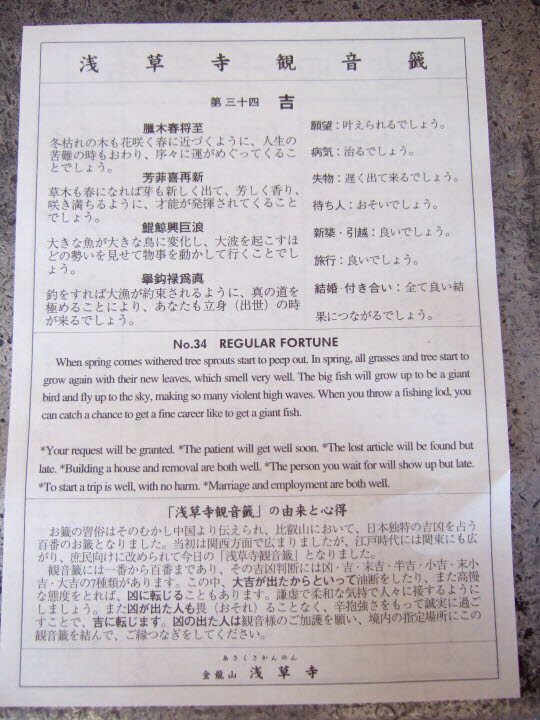 浅草寺観音籤
第三十四 吉
臘木春将至
冬枯れの木も花咲く春に近づくように、人生の
苦難の時もおわり、序々に運がめぐってくるこ
とでしょう。
芳菲喜再新
草木も春になれば芽も新しく出て、芳しく香り、
咲き満ちるように、才能が発揮されてくること
でしょう。
鯤鯨興巨浪
大きな魚が大きな鳥に変化し、大波を起こすほ
どの勢いを見せて物事を動かして行くことでし
ょう。
擧鈎禄爲真
釣をすれば大漁が約束されるように、真の道を
極めることにより、あなたも立身（出世）の時
が来るでしょう。
願望：叶えられるでしょう。
病気：治るでしょう。
失物：遅く出て来るでしょう。
待ち人：おそいでしょう。
新築・引越：良いでしょう。
旅行：良いでしょう。
結婚・付き合い：全て良い結
果につながるでしょう。
No.34 REGULAR FORTUNE
When spring comes withered tree sprouts start to peep out. In spring, all grasses and tree start to
grow again with their new leaves, which smell very well. The big fish will grow up to be a giant
bird and fly up to the sky, making so many violent high waves. When you throw a fishing lod, you
can catch a chance to get a fine career like to get a giant fish.
*Your request will be granted. *The patient will get well soon. *The lost article will be found but
late. *Building a house and removal are both well. *The person you wait for will show up but late.
*To start a trip is well, with no harm. *Marriage and employment are both well.
「浅草寺観音籤」の由来と心得
お籤の習俗はそのむかし中国より伝えられ、比叡山において、日本独特の吉凶を占う
百番のお籤となりました。当初は関西方面で広まりましたが、江戸時代には関東にも広
がり、庶民向けに改められて今日の「浅草寺観音籤」となりました。
観音籤には一番から百番まであり、その吉凶判断には凶・吉・末吉・半吉・小吉・末小
吉・大吉の7種類があります。この中、大吉が出たからといって油断をしたり、また高慢
な態度をとれば、凶に転じることもあります。謙虚で柔和な気持で人々に接するように
しましょう。また凶が出た人も畏（おそれ）ることなく、辛抱強さをもって誠実に過ご
すことで、吉に転じます。凶の出た人は観音様のご加護を願い、境内の指定場所にこの
観音籤を結んで、ご縁つなぎをしてください。
あさくさかんのん
金龍山 浅草寺